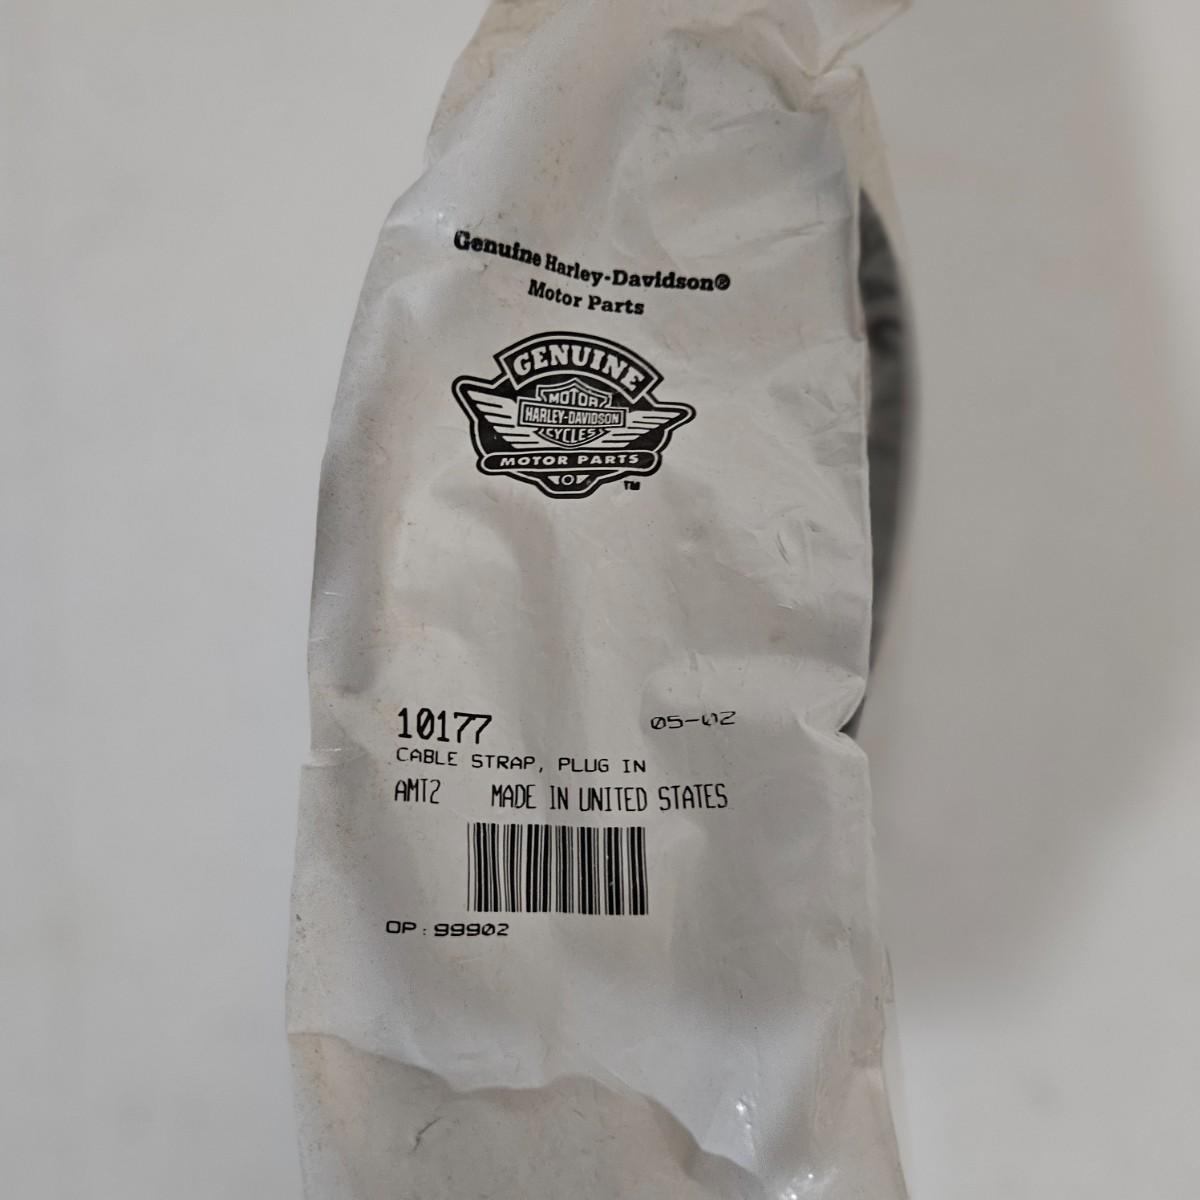 Genuine Harley-Davidson®
Motor Parts
GENUINE
MOTOR
HARLEY-DAVIDSON
CYCLES
MOTOR PARTS
TM
10177 05-02
CABLE STRAP, PLUG IN
AMT2 MADE IN UNITED STATES
OP: 99902